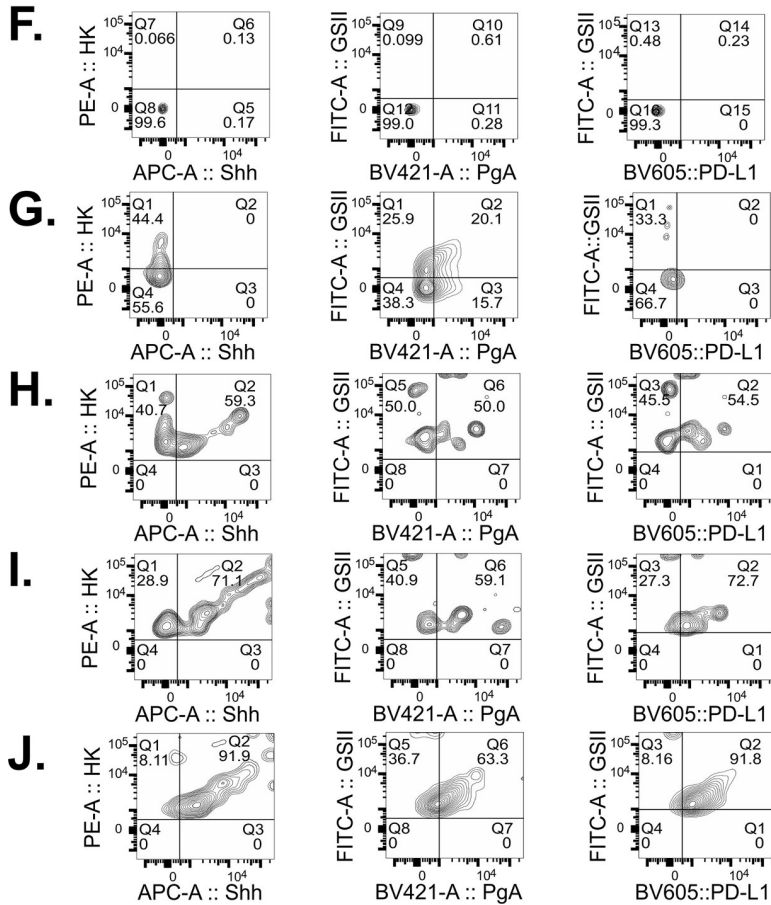 F.
PE-A :: HK
10⁵
10⁴
0
Q7
0.066
Q6
0.13
Q8
99.6
Q5
0.17
0
10⁴
APC-A :: Shh
FITC-A :: GSII
10⁵
10⁴
0
Q9
0.099
Q10
0.61
Q12
99.0
Q11
0.28
0
10⁴
BV421-A :: PgA
FITC-A :: GSII
10⁵
10⁴
0
Q13
0.48
Q14
0.23
Q16
99.3
Q15
0
0
10⁴
BV605::PD-L1
G.
PE-A :: HK
10⁵
10⁴
0
Q1
44.4
Q2
0
Q4
55.6
Q3
0
0
10⁴
APC-A :: Shh
FITC-A :: GSII
10⁵
10⁴
0
Q1
25.9
Q2
20.1
Q4
38.3
Q3
15.7
0
10⁴
BV421-A :: PgA
FITC-A::GSII
10⁵
10⁴
0
Q1
33.3
Q2
0
Q4
66.7
Q3
0
0
10⁴
BV605::PD-L1
H.
PE-A :: HK
10⁵
10⁴
0
Q1
40.7
Q2
59.3
Q4
0
Q3
0
0
10⁴
APC-A :: Shh
FITC-A :: GSII
10⁵
10⁴
0
Q5
50.0
Q6
50.0
Q8
0
Q7
0
0
10⁴
BV421-A :: PgA
FITC-A :: GSII
10⁵
10⁴
0
Q3
45.5
Q2
54.5
Q4
0
Q1
0
0
10⁴
BV605::PD-L1
I.
PE-A :: HK
10⁵
10⁴
0
Q1
28.9
Q2
71.1
Q4
0
Q3
0
0
10⁴
APC-A :: Shh
FITC-A :: GSII
10⁵
10⁴
0
Q5
40.9
Q6
59.1
Q8
0
Q7
0
0
10⁴
BV421-A :: PgA
FITC-A :: GSII
10⁵
10⁴
0
Q3
27.3
Q2
72.7
Q4
0
Q1
0
0
10⁴
BV605::PD-L1
J.
PE-A :: HK
10⁵
10⁴
0
Q1
8.11
Q2
91.9
Q4
0
Q3
0
0
10⁴
APC-A :: Shh
FITC-A :: GSII
10⁵
10⁴
0
Q5
36.7
Q6
63.3
Q8
0
Q7
0
0
10⁴
BV421-A :: PgA
FITC-A :: GSII
10⁵
10⁴
0
Q3
8.16
Q2
91.8
Q4
0
Q1
0
0
10⁴
BV605::PD-L1